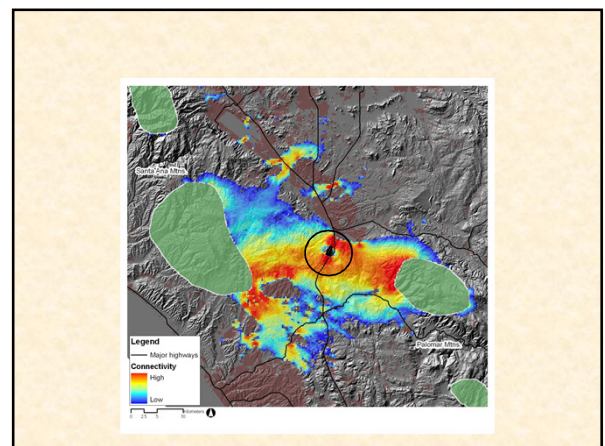 Santa Ana Mtns.
Palomar Mtns.
Legend
Major highways
Connectivity
High
Low
0 2.5 5 10
Kilometers